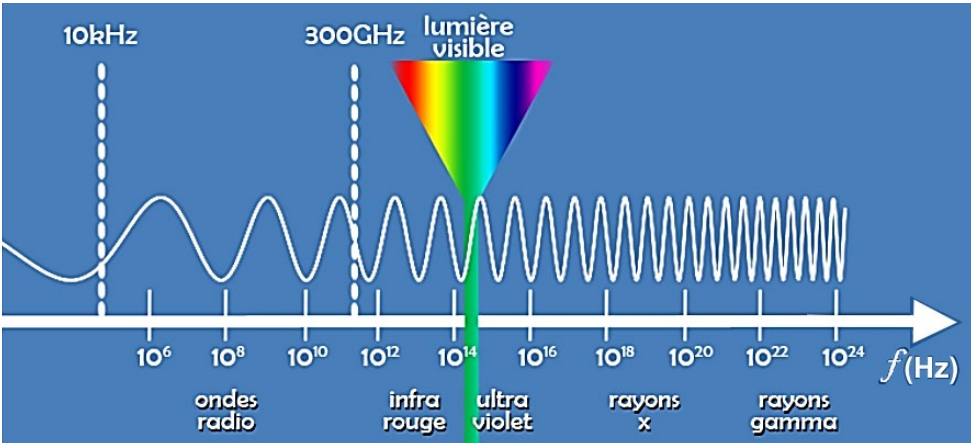 10kHz
300GHz
lumière
visible
10⁶
10⁸
10¹⁰
10¹²
10¹⁴
10¹⁶
10¹⁸
10²⁰
10²²
10²⁴
f(Hz)
ondes
radio
infra
rouge
ultra
violet
rayons
x
rayons
gamma